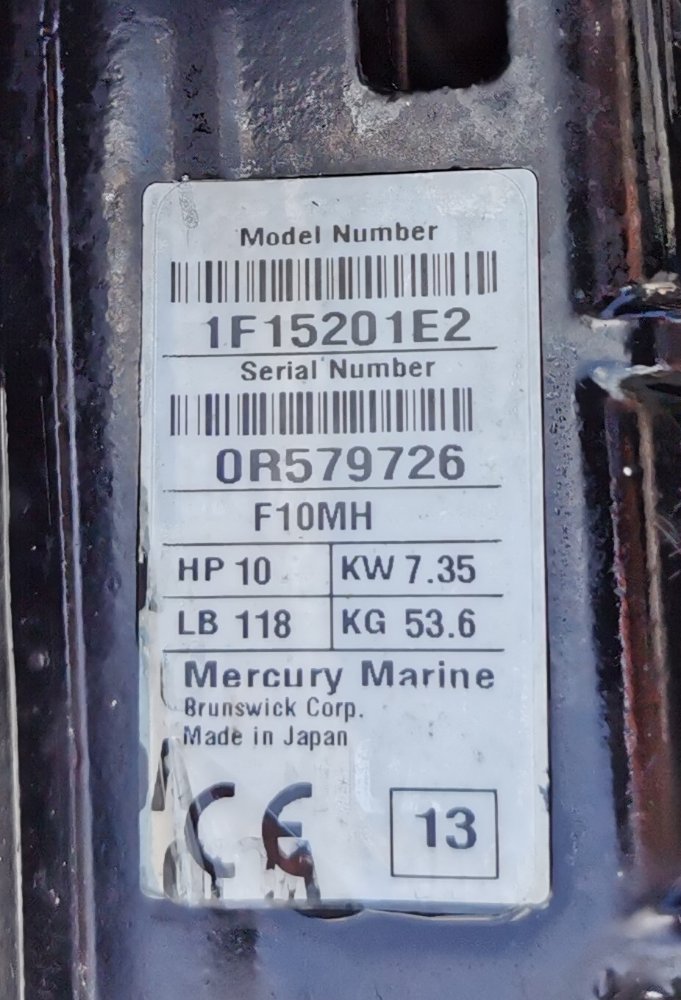 Model Number
1F15201E2
Serial Number
0R579726
F10MH
HP 10 KW 7.35
LB 118 KG 53.6
Mercury Marine
Brunswick Corp.
Made in Japan
CE 13